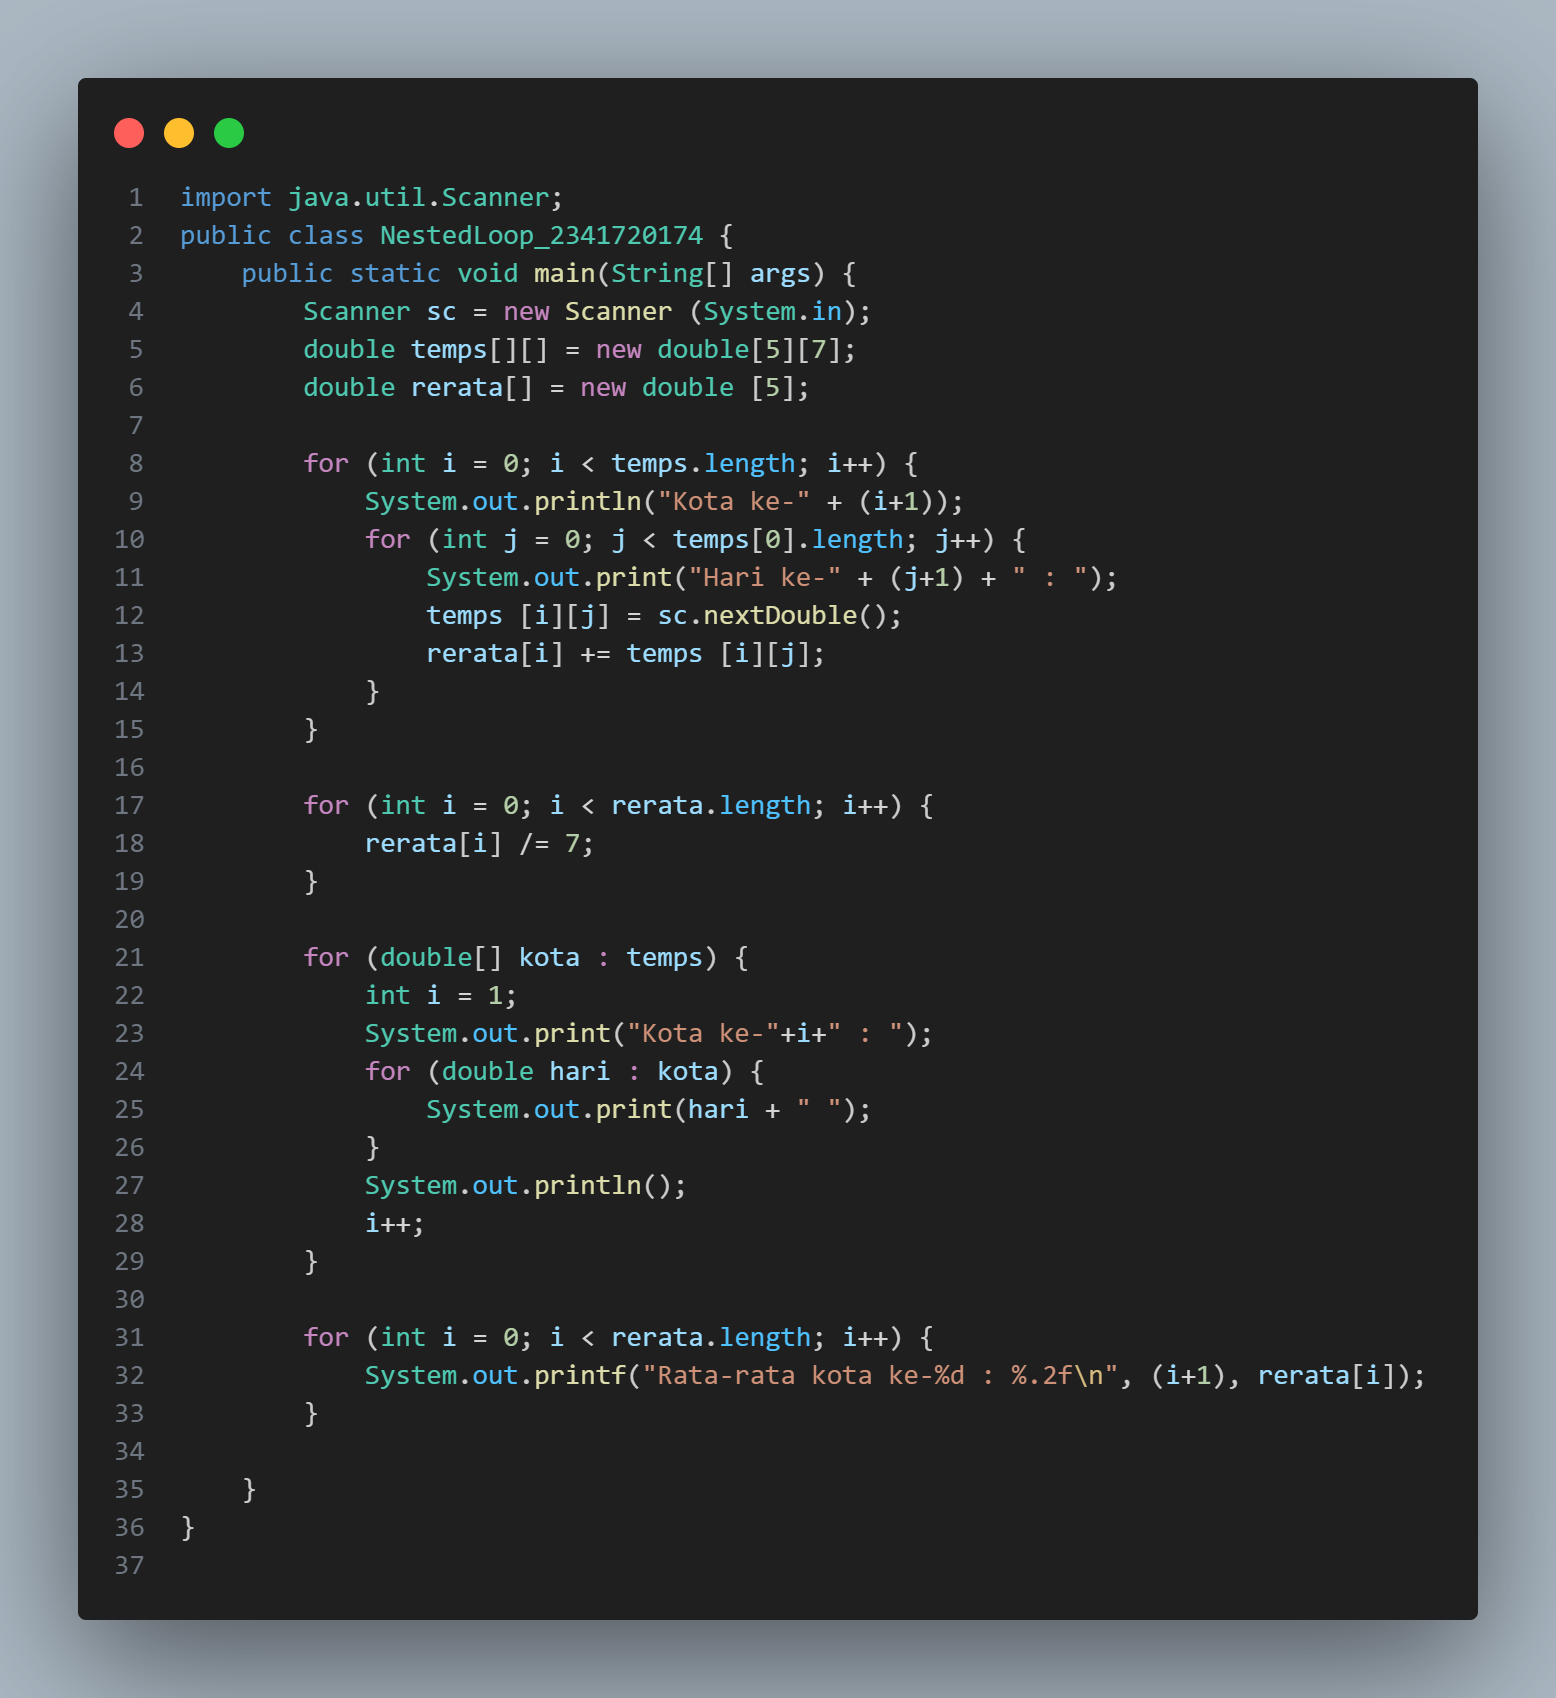 1 import java.util.Scanner;
2 public class NestedLoop_2341720174 {
3     public static void main(String[] args) {
4         Scanner sc = new Scanner (System.in);
5         double temps[][] = new double[5][7];
6         double rerata[] = new double [5];
7
8         for (int i = 0; i < temps.length; i++) {
9             System.out.println("Kota ke-" + (i+1));
10             for (int j = 0; j < temps[0].length; j++) {
11                 System.out.print("Hari ke-" + (j+1) + " : ");
12                 temps [i][j] = sc.nextDouble();
13                 rerata[i] += temps [i][j];
14             }
15         }
16
17         for (int i = 0; i < rerata.length; i++) {
18             rerata[i] /= 7;
19         }
20
21         for (double[] kota : temps) {
22             int i = 1;
23             System.out.print("Kota ke-"+i+" : ");
24             for (double hari : kota) {
25                 System.out.print(hari + " ");
26             }
27             System.out.println();
28             i++;
29         }
30
31         for (int i = 0; i < rerata.length; i++) {
32             System.out.printf("Rata-rata kota ke-%d : %.2f\n", (i+1), rerata[i]);
33         }
34
35     }
36 }
37